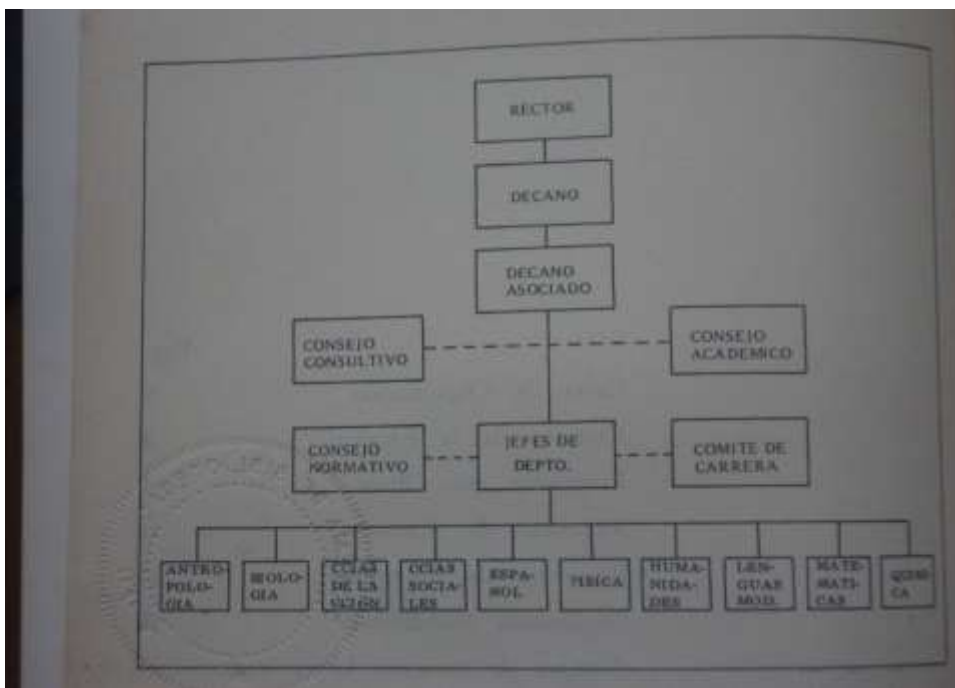 RECTOR
DECANO
DECANO
ASOCIADO
CONSEJO
CONSULTIVO
CONSEJO
ACADEMICO
CONSEJO
NORMATIVO
JEFES DE
DEPTO.
COMITE DE
CARRERA
ANTRO-
POLO-
GIA
BIOLO-
GIA
CCIAS
DE LA
CCIAS
SOCIA-
LES
ESPA-
ÑOL
FISICA
HUMA-
NIDA-
DES
LEN-
GUAS
MOD.
MATE-
MATI-
CAS
QUIMI-
CA